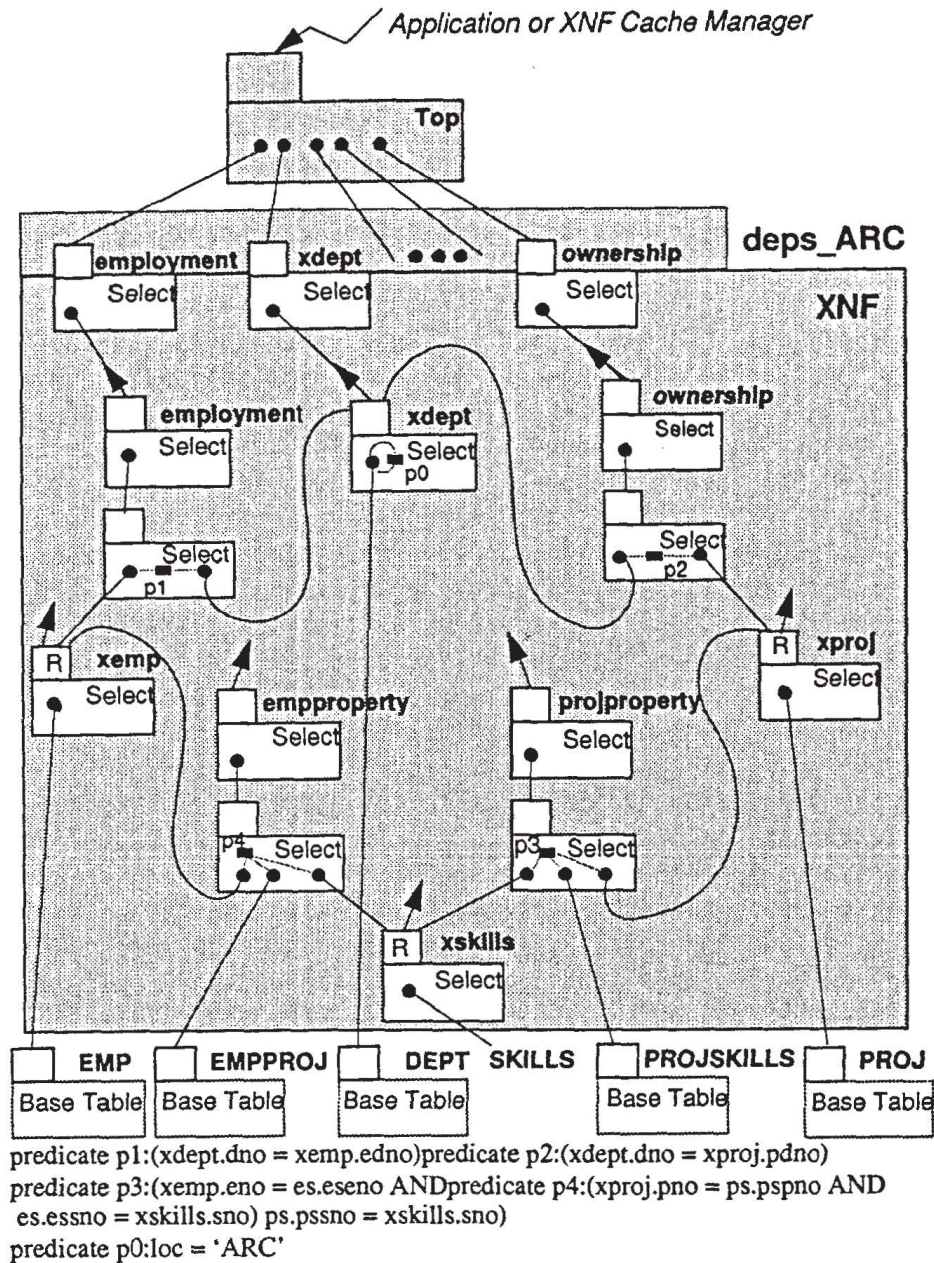 Application or XNF Cache Manager
Top
deps_ARC
employment
xdept
ownership
Select
Select
Select
XNF
employment
xdept
ownership
Select
Select
Select
p0
Select
Select
p1
p2
R
xemp
R
xproj
Select
Select
empproperty
projproperty
Select
Select
p4
Select
p3
Select
R
xskills
Select
EMP
EMPPROJ
DEPT
SKILLS
PROJSKILLS
PROJ
Base Table
Base Table
Base Table
Base Table
Base Table
predicate p1:(xdept.dno = xemp.edno)predicate p2:(xdept.dno = xproj.pdno)
predicate p3:(xemp.eno = es.eseno ANDpredicate p4:(xproj.pno = ps.pspno AND
es.essno = xskills.sno) ps.pssno = xskills.sno)
predicate p0:loc = ‘ARC’